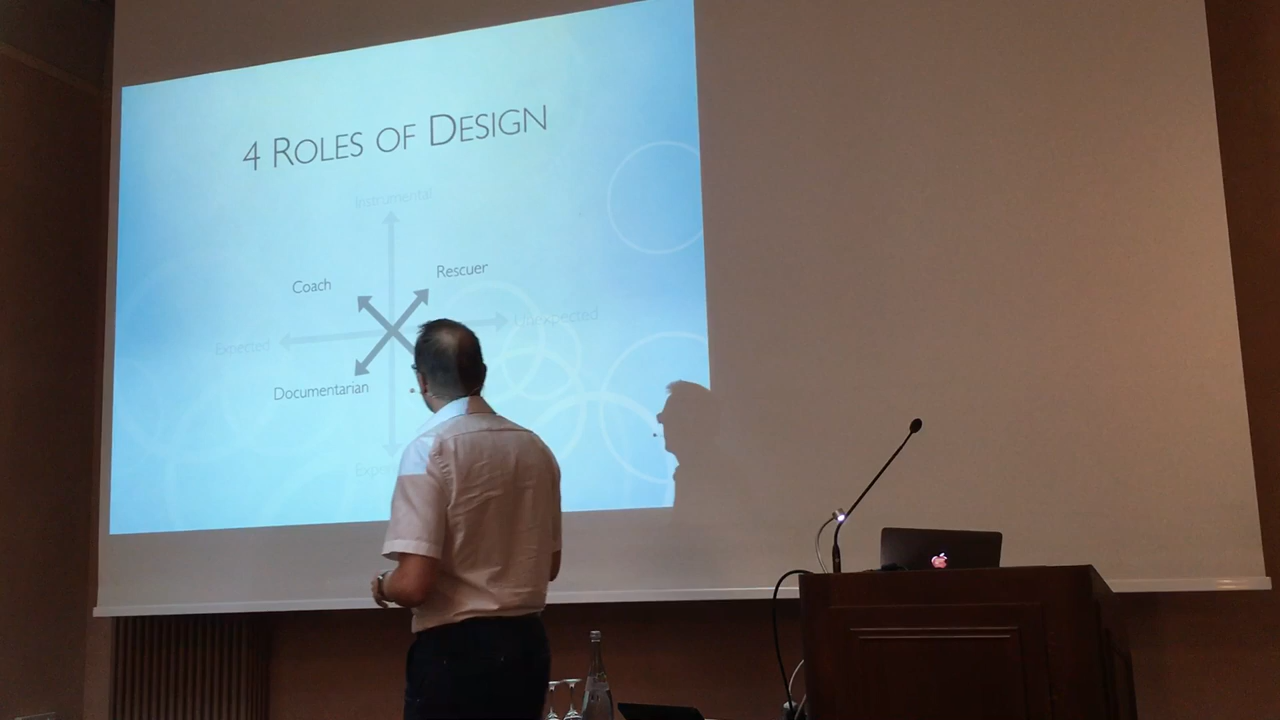 4 ROLES OF DESIGN
Instrumental
Rescuer
Coach
Unexpected
Expected
Documentarian